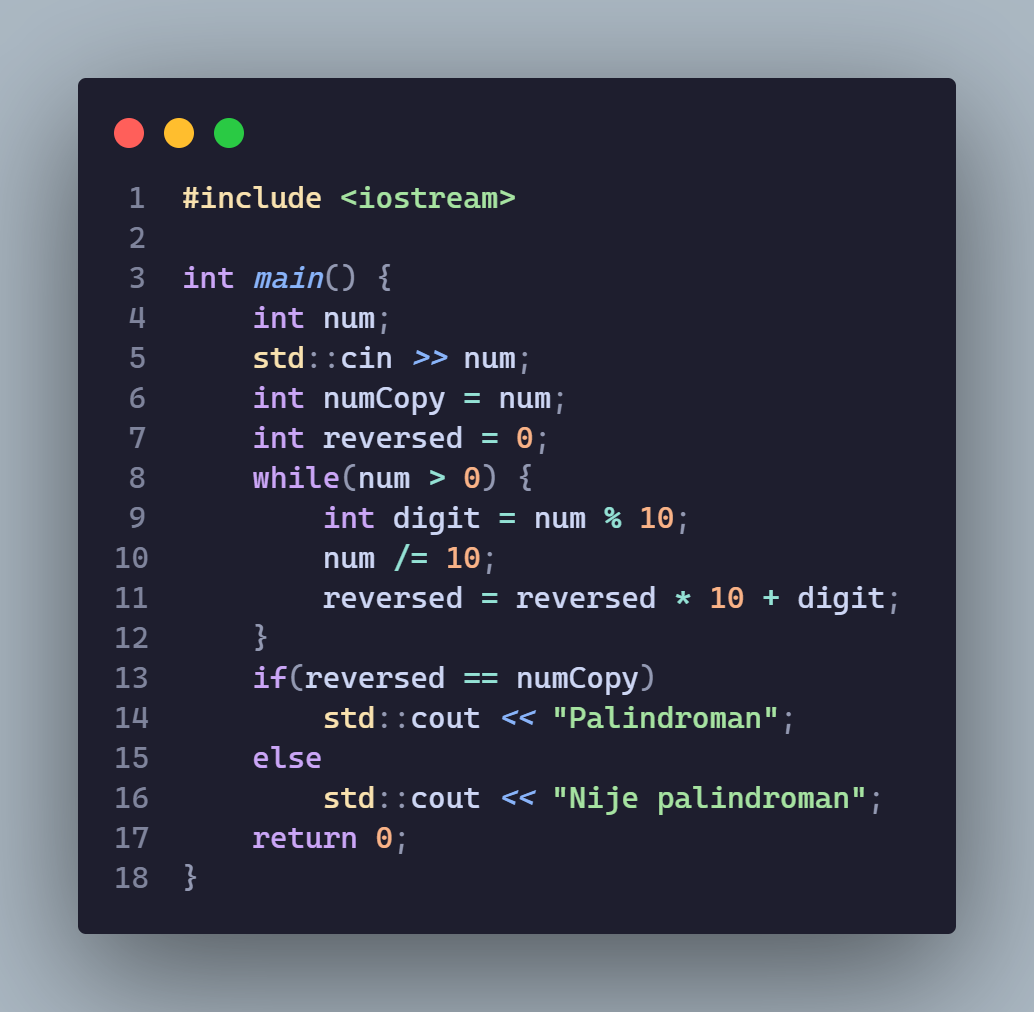 1 #include <iostream>
2
3 int main() {
4     int num;
5     std::cin >> num;
6     int numCopy = num;
7     int reversed = 0;
8     while(num > 0) {
9         int digit = num % 10;
10         num /= 10;
11         reversed = reversed * 10 + digit;
12     }
13     if(reversed == numCopy)
14         std::cout << "Palindroman";
15     else
16         std::cout << "Nije palindroman";
17     return 0;
18 }